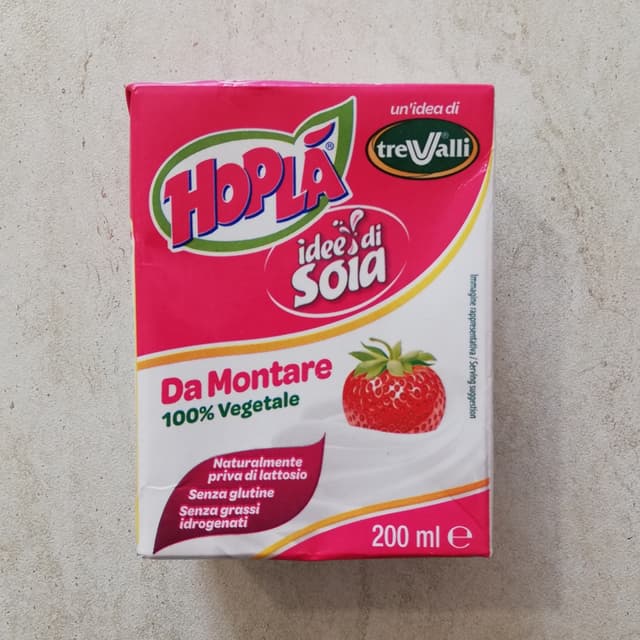 un'idea di
treValli
HOPLÀ®
idee di
soia
Immagine rappresentativa / Serving suggestion
Da Montare
100% Vegetale
Naturalmente
priva di lattosio
Senza glutine
Senza grassi
idrogenati
200 ml ℮